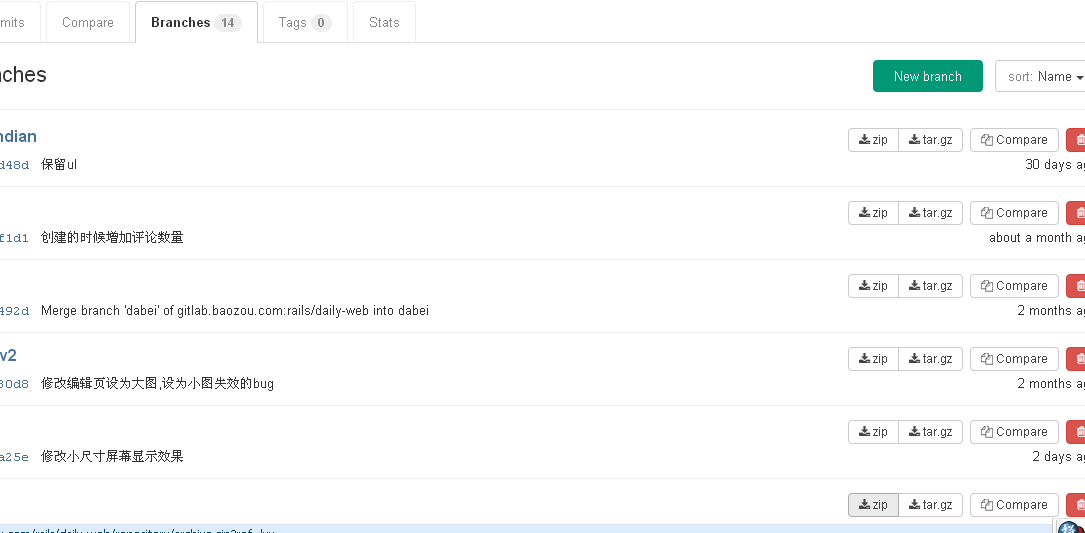 mits Compare Branches 14 Tags 0 Stats
nches New branch sort: Name
ndian zip tar.gz Compare
d48d 保留ul 30 days ag
zip tar.gz Compare
f1d1 创建的时候增加评论数量 about a month ag
zip tar.gz Compare
492d Merge branch 'dabei' of gitlab.baozou.com:rails/daily-web into dabei 2 months ag
v2 zip tar.gz Compare
30d8 修改编辑页设为大图,设为小图失效的bug 2 months ag
zip tar.gz Compare
a25e 修改小尺寸屏幕显示效果 2 days ag
zip tar.gz Compare